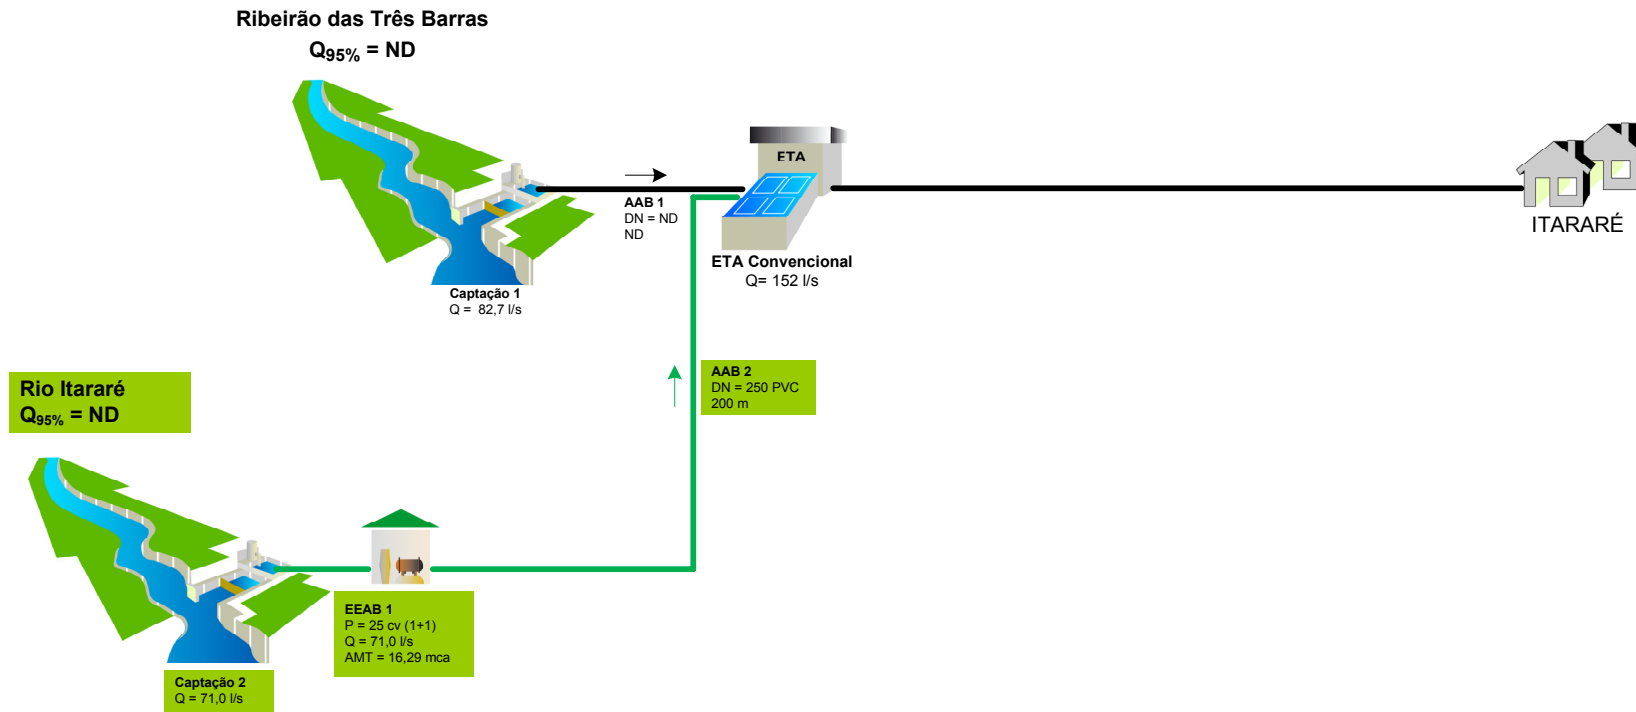 Ribeirão das Três Barras
Q95% = ND
ETA
AAB 1
DN = ND
ND
ITARARÉ
ETA Convencional
Q= 152 l/s
Captação 1
Q =  82,7 l/s
Rio Itararé
Q95% = ND
AAB 2
DN = 250 PVC
200 m
EEAB 1
P = 25 cv (1+1)
Q = 71,0 l/s
AMT = 16,29 mca
Captação 2
Q = 71,0 l/s